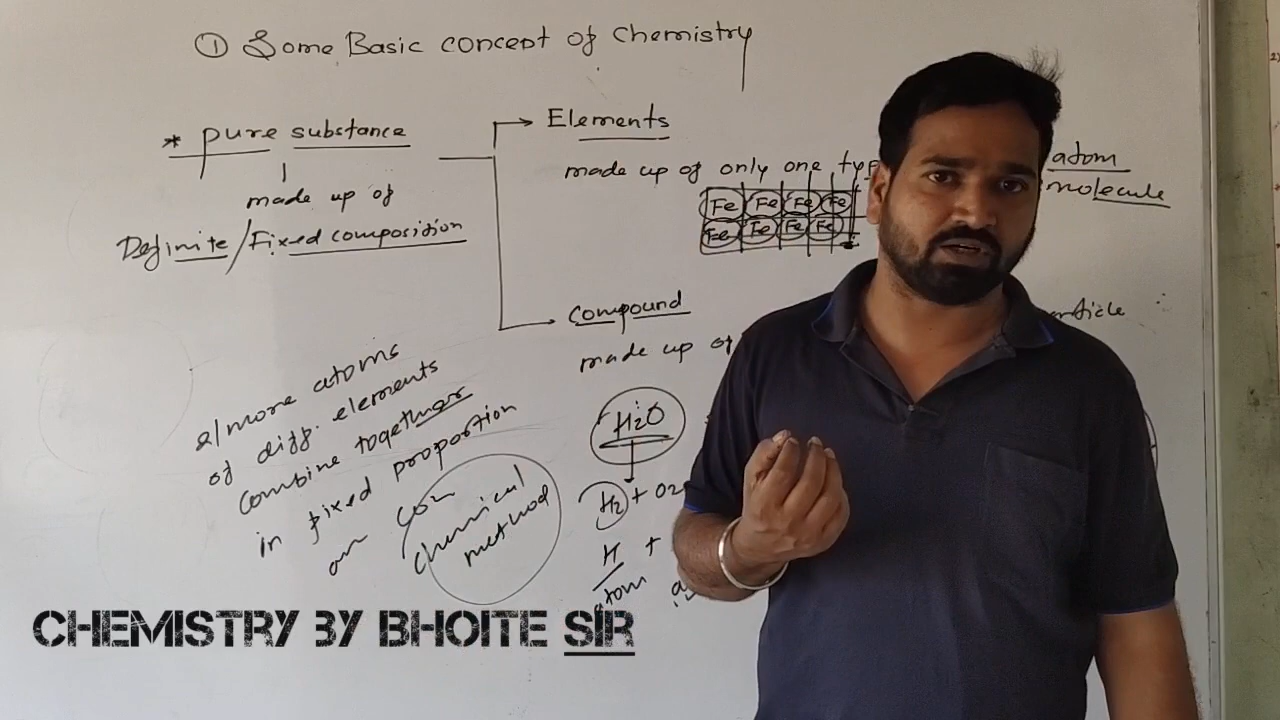 ① Some Basic concept of Chemistry
* pure substance
made up of
Definite/Fixed composition
Elements
made up of only one type
atom
molecule
Fe Fe Fe Fe
Fe Fe Fe Fe
Compound
made up of
2/more atoms
of diff. elements
combine together
in fixed proportion
chemical
method
H2O
H2 + O2
H +
atom
CHEMISTRY BY BHOITE SIR